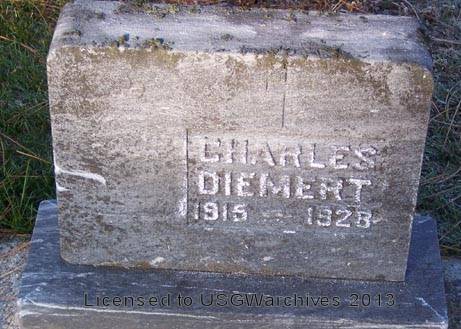 CHARLES
DIEMERT
1915 - 1928
Licensed to USGWarchives 2013